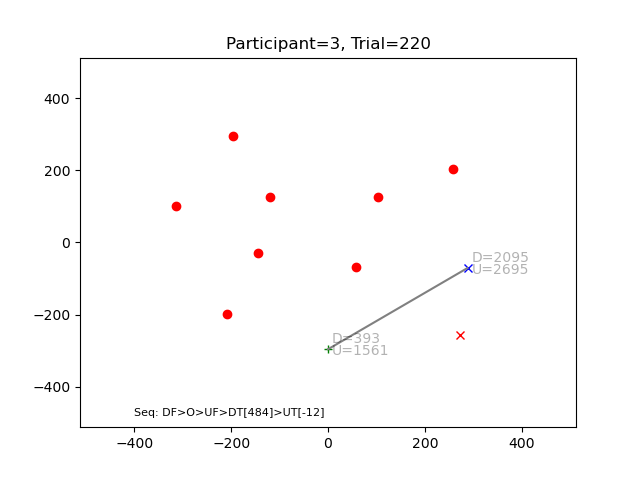 Participant=3, Trial=220
400
200
0
−200
−400
D=2095
U=2695
D=393
U=1561
Seq: DF>O>UF>DT[484]>UT[-12]
−400
−200
0
200
400